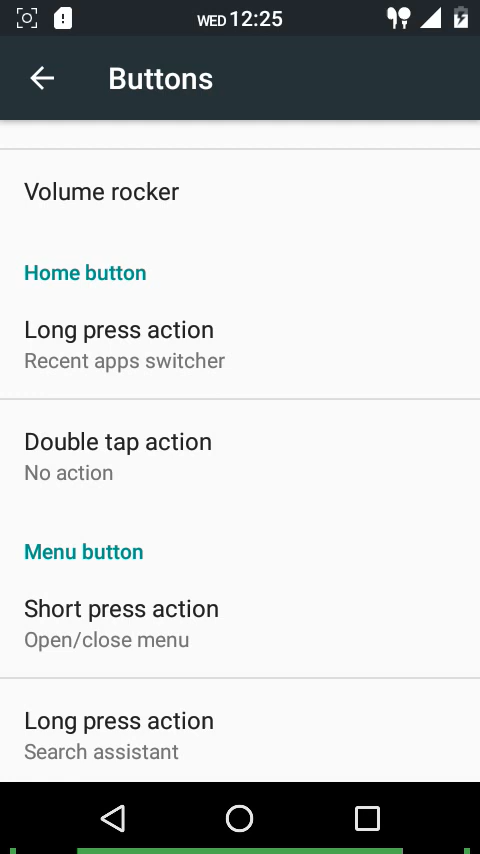 WED 12:25
Buttons
Volume rocker
Home button
Long press action
Recent apps switcher
Double tap action
No action
Menu button
Short press action
Open/close menu
Long press action
Search assistant